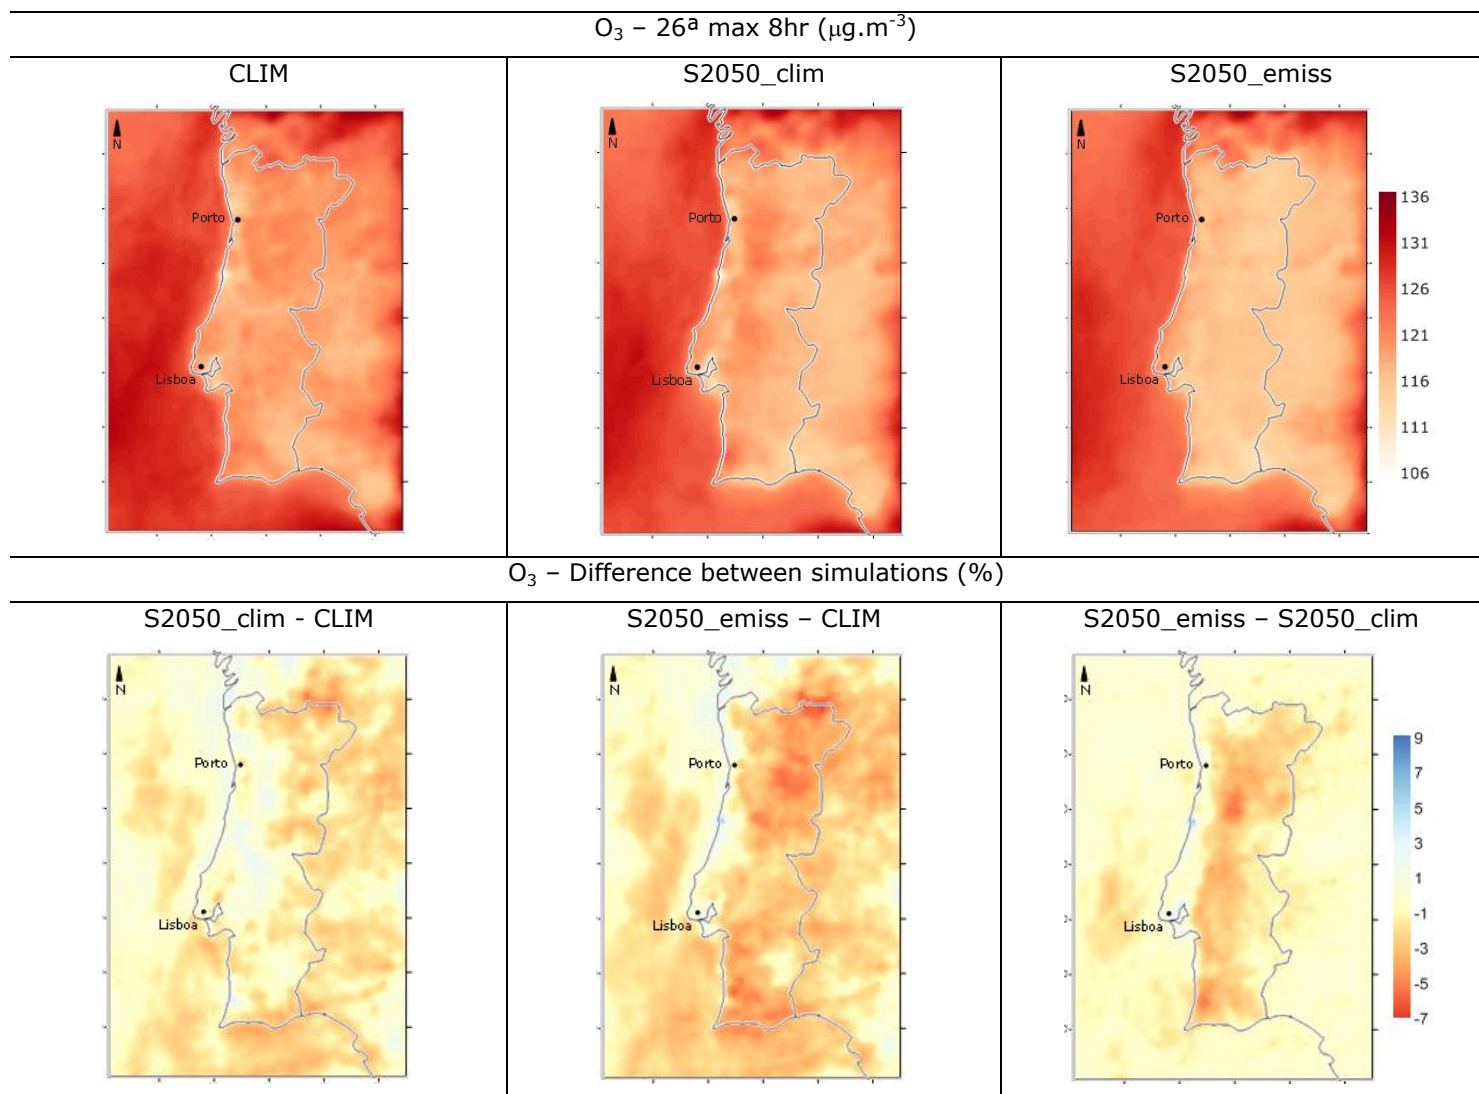 O₃ – 26ª max 8hr (μg.m⁻³)
CLIM
S2050_clim
S2050_emiss
N
Porto
Lisboa
N
Porto
Lisboa
N
Porto
Lisboa
136
131
126
121
116
111
106
O₃ – Difference between simulations (%)
S2050_clim - CLIM
S2050_emiss – CLIM
S2050_emiss – S2050_clim
N
Porto
Lisboa
N
Porto
Lisboa
N
Porto
Lisboa
9
7
5
3
1
-1
-3
-5
-7